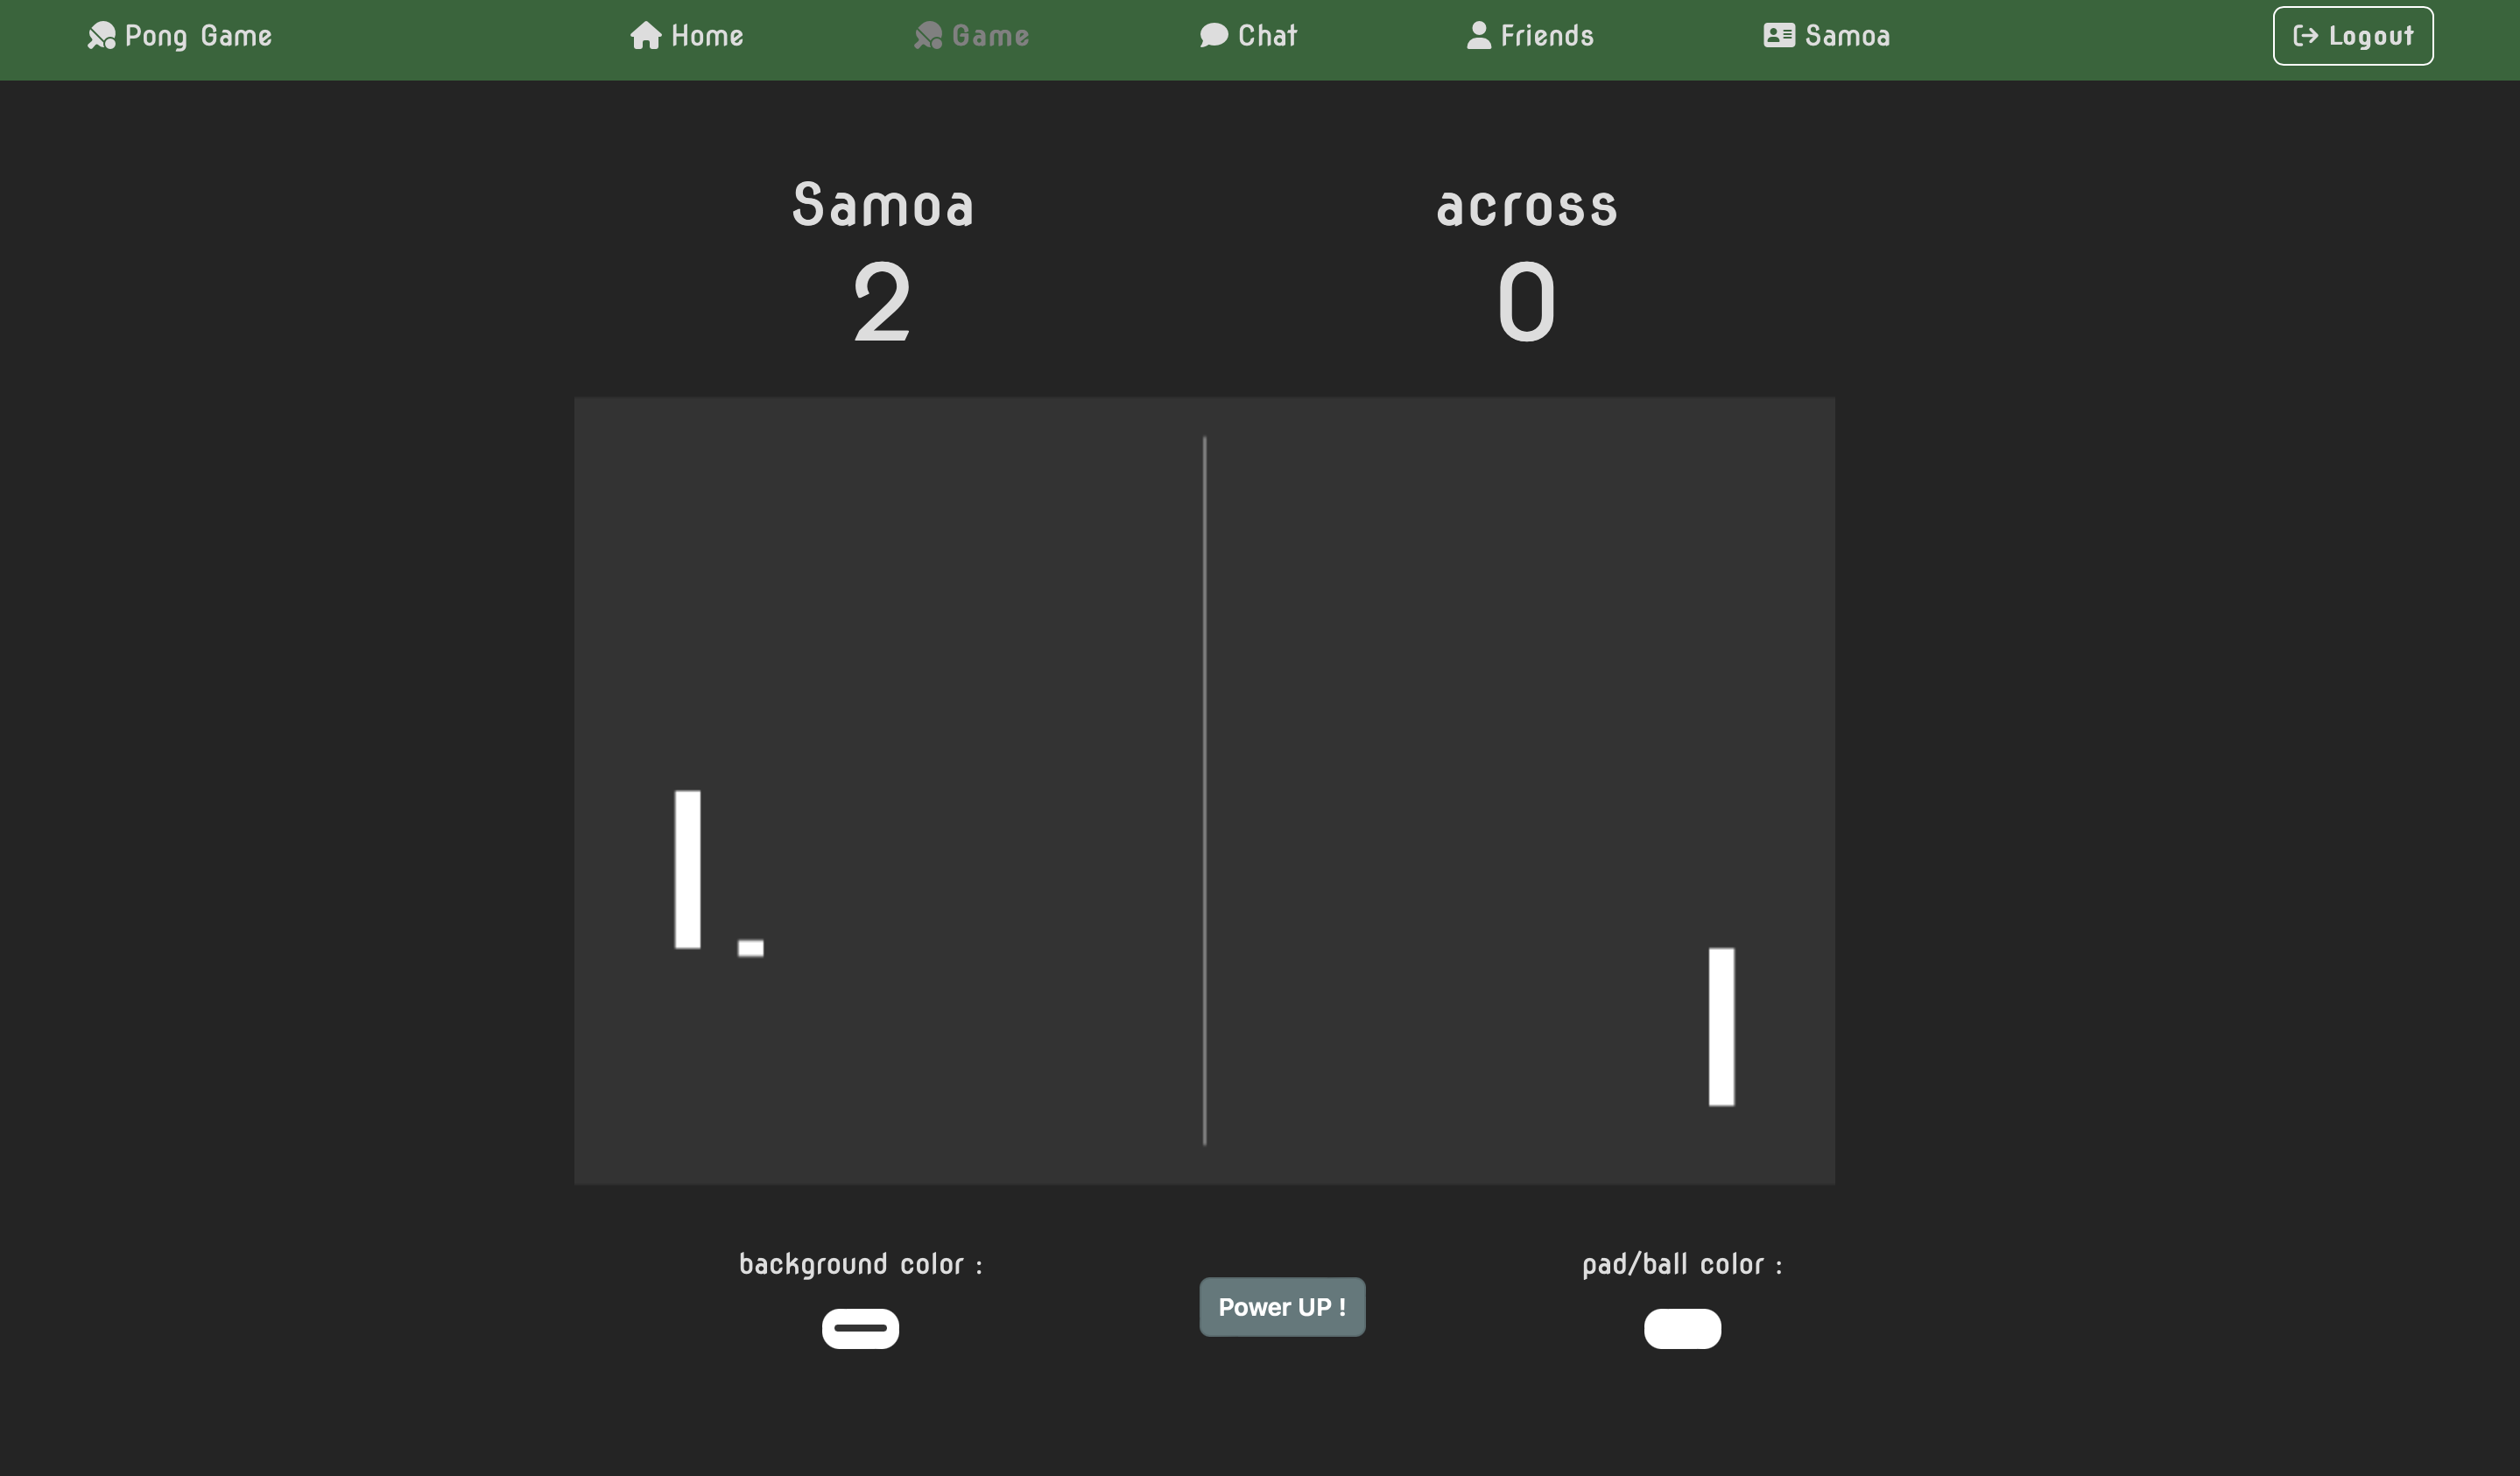 Pong Game Home Game Chat Friends Samoa Logout
Samoa across
2 0
background color : pad/ball color :
Power UP !